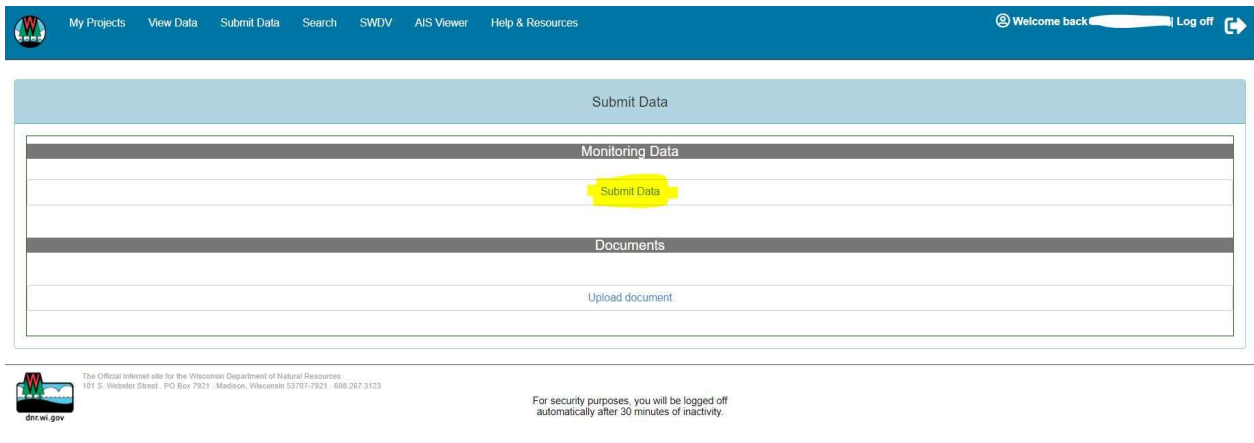 My Projects View Data Submit Data Search SWDV AIS Viewer Help & Resources Welcome back | Log off
Submit Data
Monitoring Data
Submit Data
Documents
Upload document
The Official Internet site for the Wisconsin Department of Natural Resources
101 S. Webster Street . PO Box 7921 . Madison, Wisconsin 53707-7921 . 608.267.3123
For security purposes, you will be logged off
automatically after 30 minutes of inactivity.
dnr.wi.gov